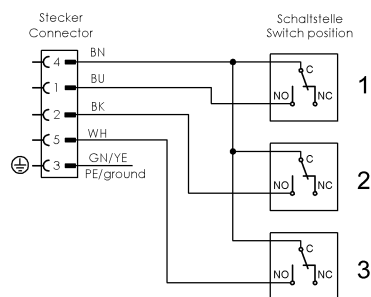 Stecker
Connector
Schaltstelle
Switch position
4 BN
1 BU
2 BK
5 WH
3 GN/YE
PE/ground
C
NO NC
1
C
NO NC
2
C
NO NC
3